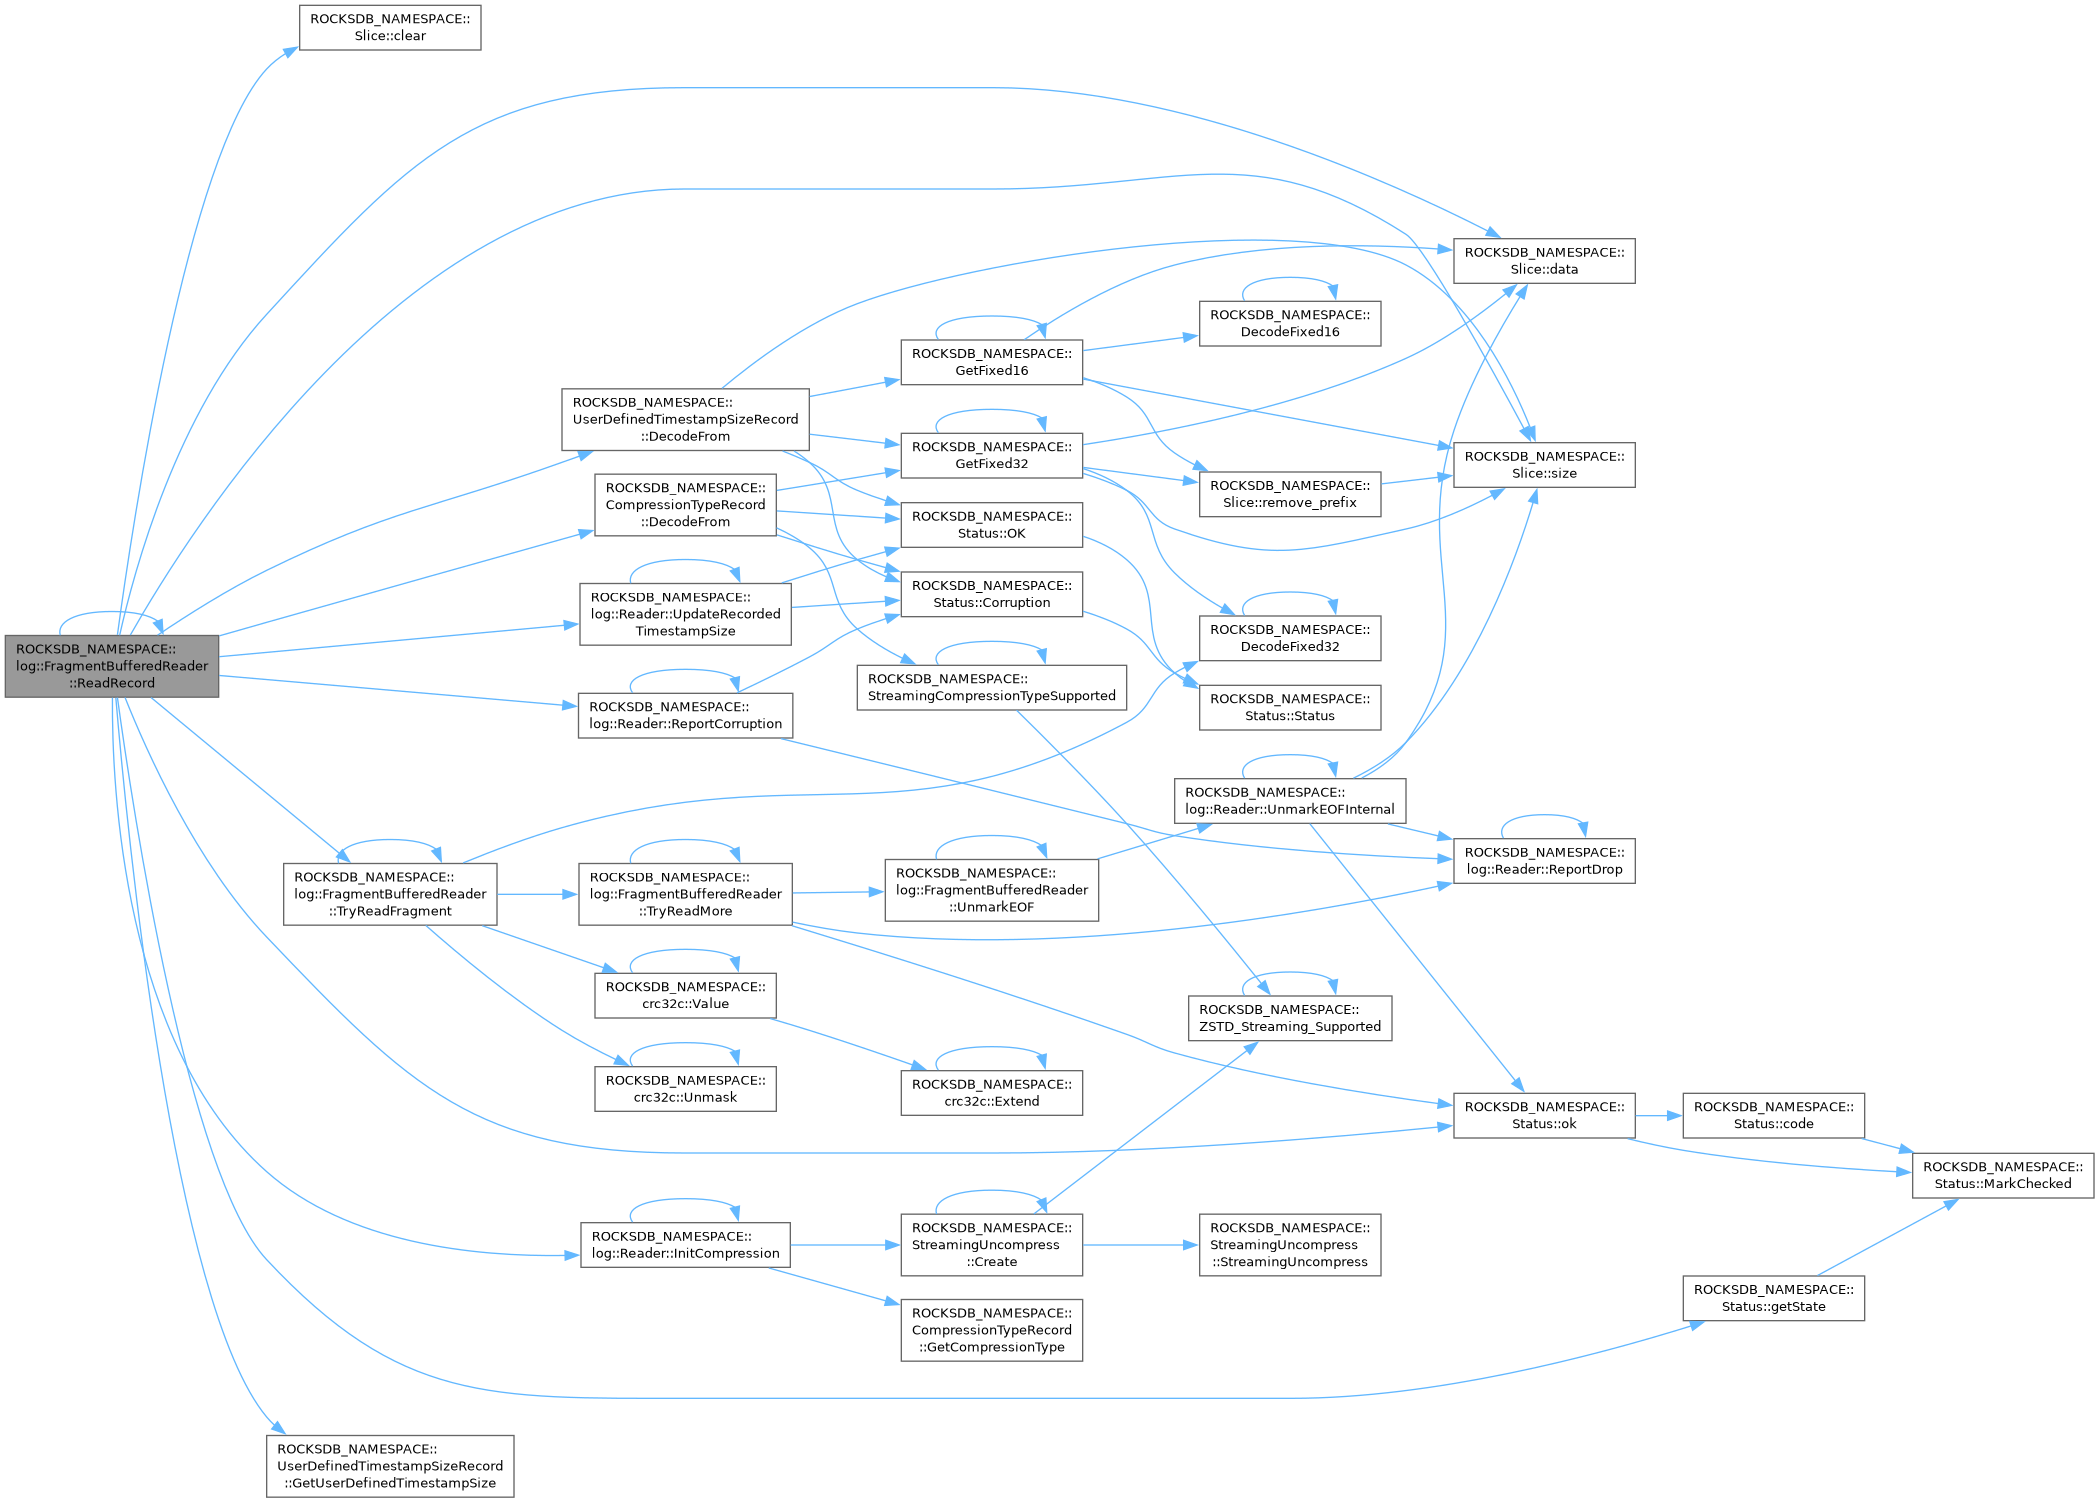 ROCKSDB_NAMESPACE::
Slice::clear
ROCKSDB_NAMESPACE::
Slice::data
ROCKSDB_NAMESPACE::
DecodeFixed16
ROCKSDB_NAMESPACE::
GetFixed16
ROCKSDB_NAMESPACE::
UserDefinedTimestampSizeRecord
::DecodeFrom
ROCKSDB_NAMESPACE::
GetFixed32
ROCKSDB_NAMESPACE::
Slice::size
ROCKSDB_NAMESPACE::
CompressionTypeRecord
::DecodeFrom
ROCKSDB_NAMESPACE::
Slice::remove_prefix
ROCKSDB_NAMESPACE::
Status::OK
ROCKSDB_NAMESPACE::
log::Reader::UpdateRecorded
TimestampSize
ROCKSDB_NAMESPACE::
Status::Corruption
ROCKSDB_NAMESPACE::
DecodeFixed32
ROCKSDB_NAMESPACE::
log::FragmentBufferedReader
::ReadRecord
ROCKSDB_NAMESPACE::
StreamingCompressionTypeSupported
ROCKSDB_NAMESPACE::
log::Reader::ReportCorruption
ROCKSDB_NAMESPACE::
Status::Status
ROCKSDB_NAMESPACE::
log::Reader::UnmarkEOFInternal
ROCKSDB_NAMESPACE::
log::Reader::ReportDrop
ROCKSDB_NAMESPACE::
log::FragmentBufferedReader
::TryReadFragment
ROCKSDB_NAMESPACE::
log::FragmentBufferedReader
::TryReadMore
ROCKSDB_NAMESPACE::
log::FragmentBufferedReader
::UnmarkEOF
ROCKSDB_NAMESPACE::
crc32c::Value
ROCKSDB_NAMESPACE::
ZSTD_Streaming_Supported
ROCKSDB_NAMESPACE::
crc32c::Unmask
ROCKSDB_NAMESPACE::
crc32c::Extend
ROCKSDB_NAMESPACE::
Status::ok
ROCKSDB_NAMESPACE::
Status::code
ROCKSDB_NAMESPACE::
Status::MarkChecked
ROCKSDB_NAMESPACE::
log::Reader::InitCompression
ROCKSDB_NAMESPACE::
StreamingUncompress
::Create
ROCKSDB_NAMESPACE::
StreamingUncompress
::StreamingUncompress
ROCKSDB_NAMESPACE::
Status::getState
ROCKSDB_NAMESPACE::
CompressionTypeRecord
::GetCompressionType
ROCKSDB_NAMESPACE::
UserDefinedTimestampSizeRecord
::GetUserDefinedTimestampSize